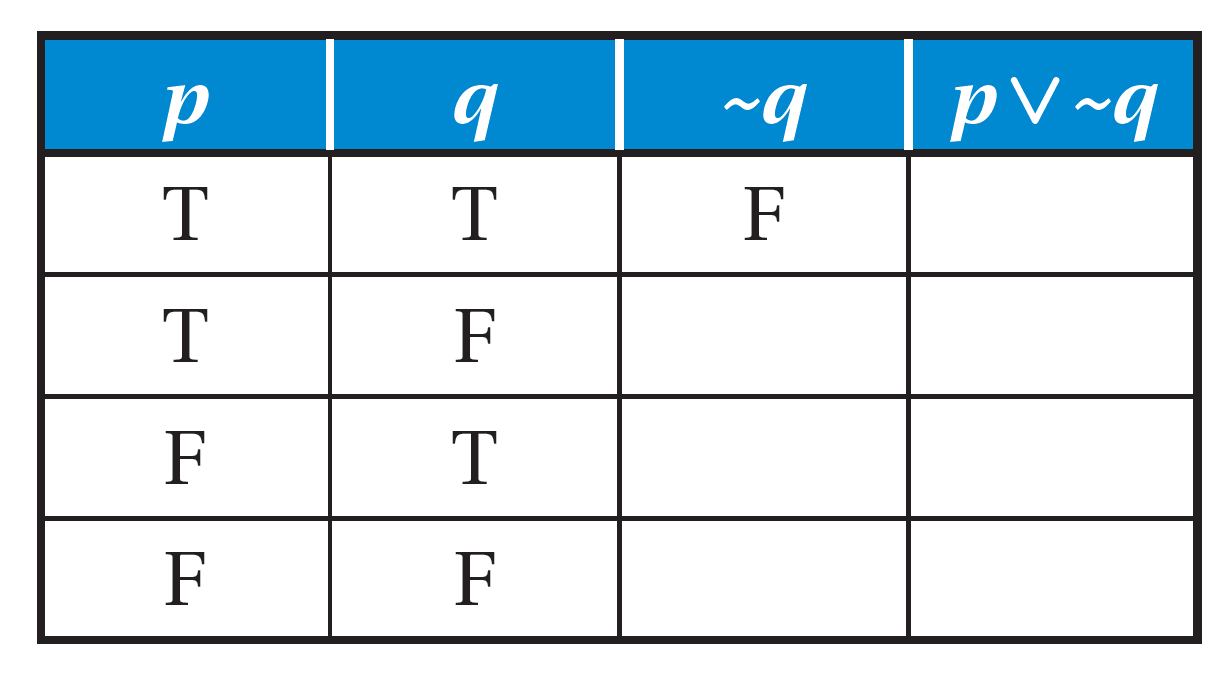 p q ~q p∨~q
T T F
T F
F T
F F